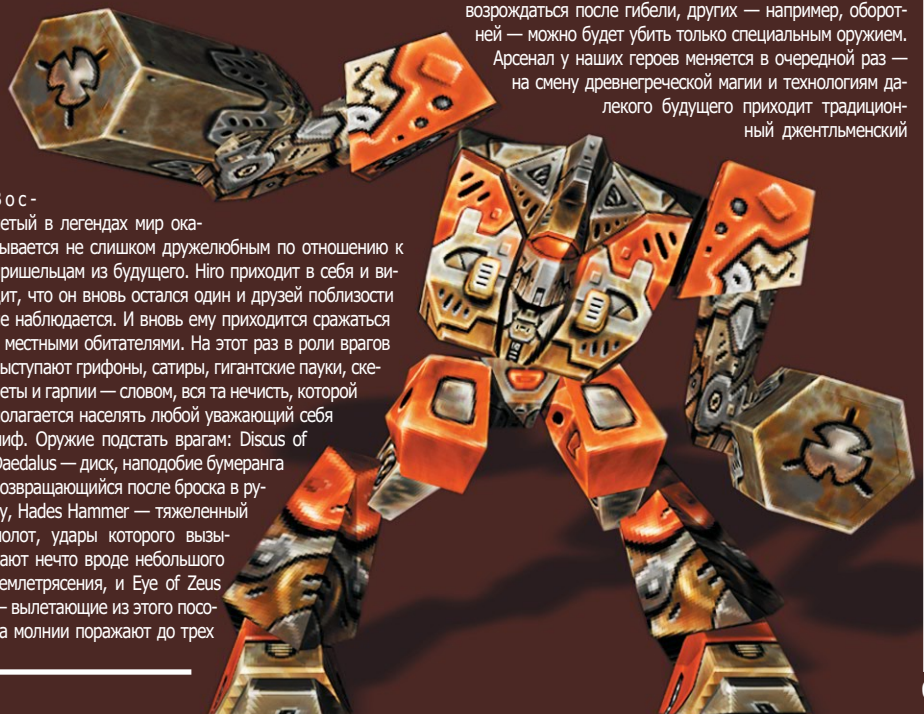 Вос-
етый в легендах мир ока-
ывается не слишком дружелюбным по отношению к
ришельцам из будущего. Hiro приходит в себя и ви-
ит, что он вновь остался один и друзей поблизости
е наблюдается. И вновь ему приходится сражаться
местными обитателями. На этот раз в роли врагов
ыступают грифоны, сатиры, гигантские пауки, ске-
еты и гарпии — словом, вся та нечисть, которой
олагается населять любой уважающий себя
иф. Оружие подстать врагам: Discus of
Daedalus — диск, наподобие бумеранга
озвращающийся после броска в ру-
у, Hades Hammer — тяжеленный
олот, удары которого вызы-
ают нечто вроде небольшого
емлетрясения, и Eye of Zeus
— вылетающие из этого посо-
а молнии поражают до трех
возрождаться после гибели, других — например, оборот-
ней — можно будет убить только специальным оружием.
Арсенал у наших героев меняется в очередной раз —
на смену древнегреческой магии и технологиям да-
лекого будущего приходит традицион-
ный джентльменский